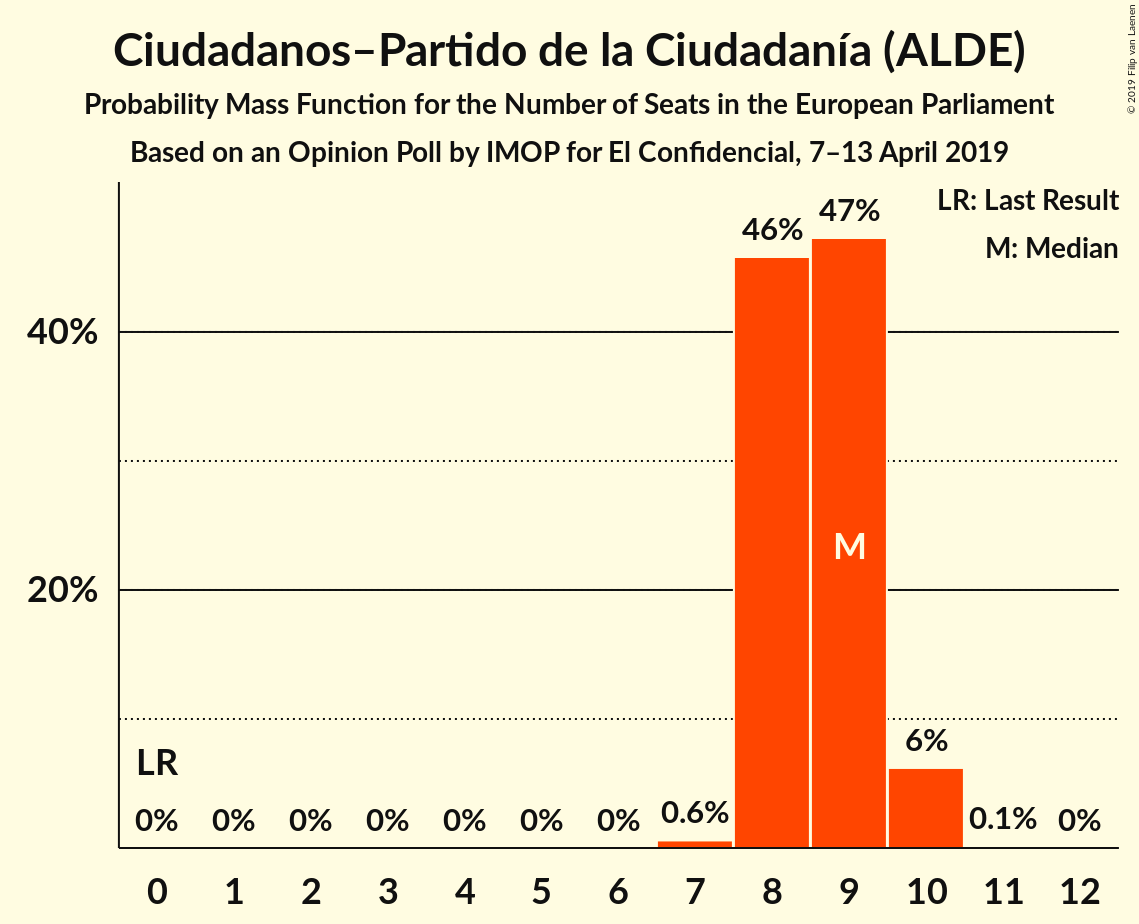 Ciudadanos–Partido de la Ciudadanía (ALDE)
Probability Mass Function for the Number of Seats in the European Parliament
Based on an Opinion Poll by IMOP for El Confidencial, 7–13 April 2019
© 2019 Filip van Laenen
LR: Last Result
M: Median
46%
47%
40%
M
20%
LR
6%
0%
0%
0%
0%
0%
0%
0%
0.6%
0.1%
0%
0 1 2 3 4 5 6 7 8 9 10 11 12